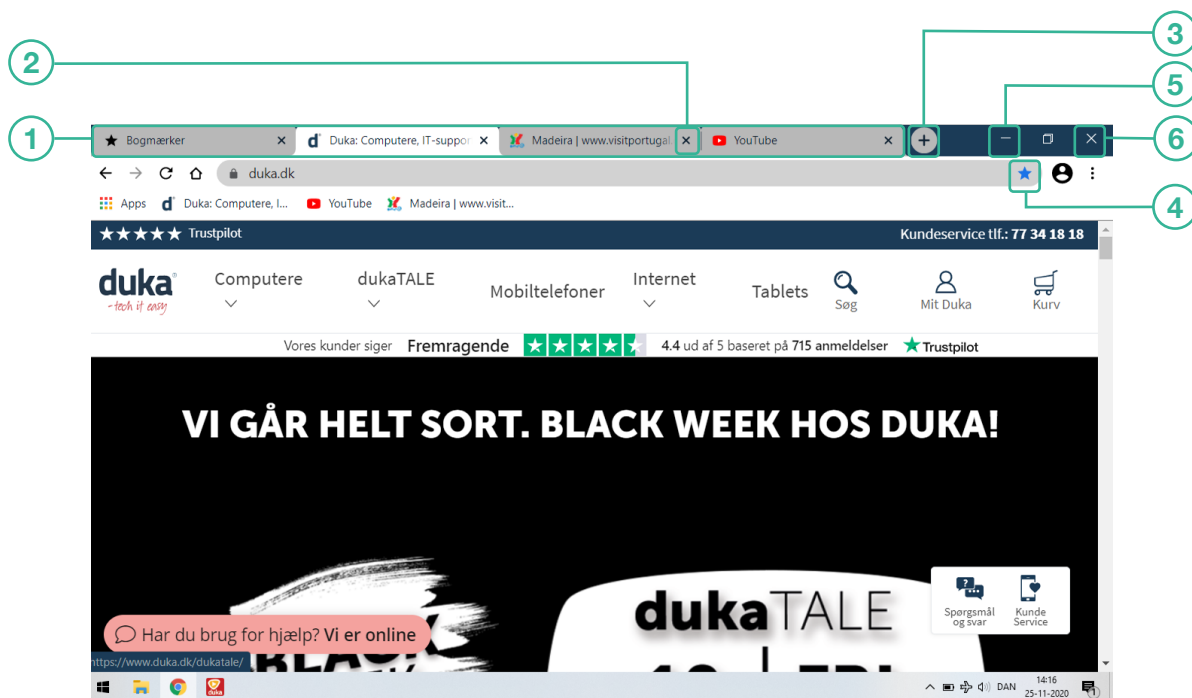 3
2
5
1
6
Bogmærker
Duka: Computere, IT-suppor
Madeira | www.visitportugal.
YouTube
duka.dk
4
Apps
Duka: Computere, I...
YouTube
Madeira | www.visit...
Trustpilot
Kundeservice tlf.: 77 34 18 18
duka
-tech it easy
Computere
dukaTALE
Mobiltelefoner
Internet
Tablets
Søg
Mit Duka
Kurv
Vores kunder siger Fremragende 4.4 ud af 5 baseret på 715 anmeldelser Trustpilot
VI GÅR HELT SORT. BLACK WEEK HOS DUKA!
dukaTALE
Spørgsmål
og svar
Kunde
Service
Har du brug for hjælp? Vi er online
https://www.duka.dk/dukatale/
duka
DAN
14:16
25-11-2020